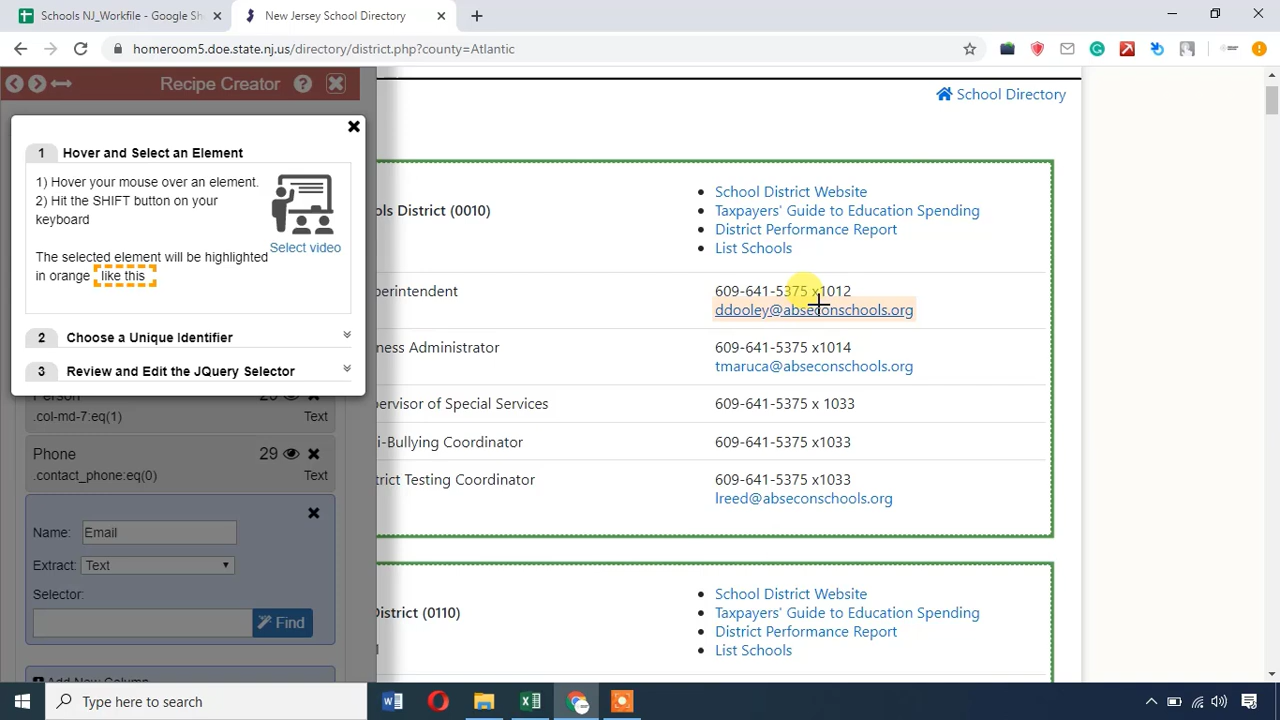 Schools NJ_Workfile - Google Sh
New Jersey School Directory
homeroom5.doe.state.nj.us/directory/district.php?county=Atlantic
Recipe Creator
School Directory
1 Hover and Select an Element
1) Hover your mouse over an element.
2) Hit the SHIFT button on your
keyboard
Select video
The selected element will be highlighted
in orange like this
2 Choose a Unique Identifier
3 Review and Edit the JQuery Selector
Person
.col-md-7:eq(1) Text
Phone 29
.contact_phone:eq(0) Text
Name: Email
Extract: Text
Selector:
Find
Add New Column
ols District (0010)
School District Website
Taxpayers' Guide to Education Spending
District Performance Report
List Schools
perintendent
609-641-5375 x1012
ddooley@abseconschools.org
ness Administrator
609-641-5375 x1014
tmaruca@abseconschools.org
pervisor of Special Services
609-641-5375 x 1033
i-Bullying Coordinator
609-641-5375 x1033
trict Testing Coordinator
609-641-5375 x1033
lreed@abseconschools.org
District (0110)
School District Website
Taxpayers' Guide to Education Spending
District Performance Report
List Schools
Type here to search